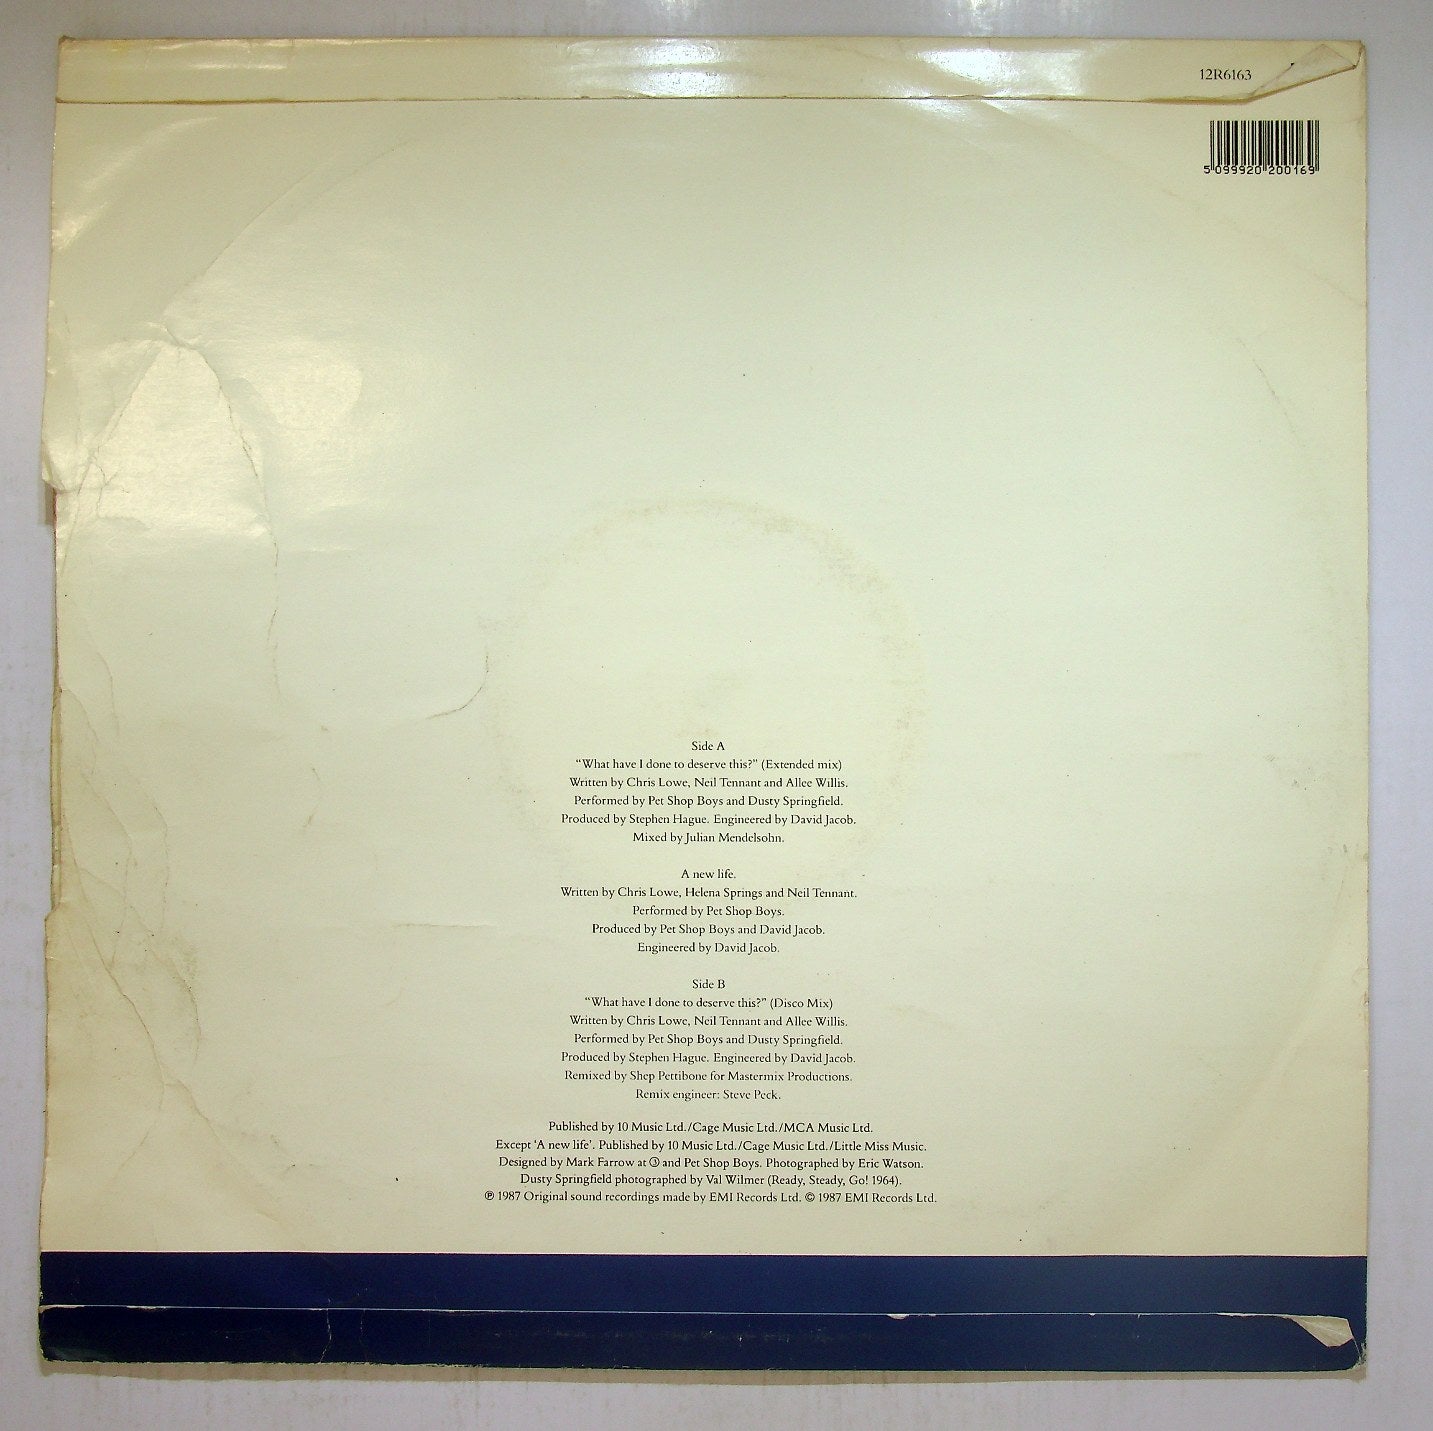 12R6163
5 099920 200169
Side A
“What have I done to deserve this?” (Extended mix)
Written by Chris Lowe, Neil Tennant and Allee Willis.
Performed by Pet Shop Boys and Dusty Springfield.
Produced by Stephen Hague. Engineered by David Jacob.
Mixed by Julian Mendelsohn.
A new life.
Written by Chris Lowe, Helena Springs and Neil Tennant.
Performed by Pet Shop Boys.
Produced by Pet Shop Boys and David Jacob.
Engineered by David Jacob.
Side B
“What have I done to deserve this?” (Disco Mix)
Written by Chris Lowe, Neil Tennant and Allee Willis.
Performed by Pet Shop Boys and Dusty Springfield.
Produced by Stephen Hague. Engineered by David Jacob.
Remixed by Shep Pettibone for Mastermix Productions.
Remix engineer: Steve Peck.
Published by 10 Music Ltd./Cage Music Ltd./MCA Music Ltd.
Except ‘A new life’. Published by 10 Music Ltd./Cage Music Ltd./Little Miss Music.
Designed by Mark Farrow at ③ and Pet Shop Boys. Photographed by Eric Watson.
Dusty Springfield photographed by Val Wilmer (Ready, Steady, Go! 1964).
℗ 1987 Original sound recordings made by EMI Records Ltd. © 1987 EMI Records Ltd.